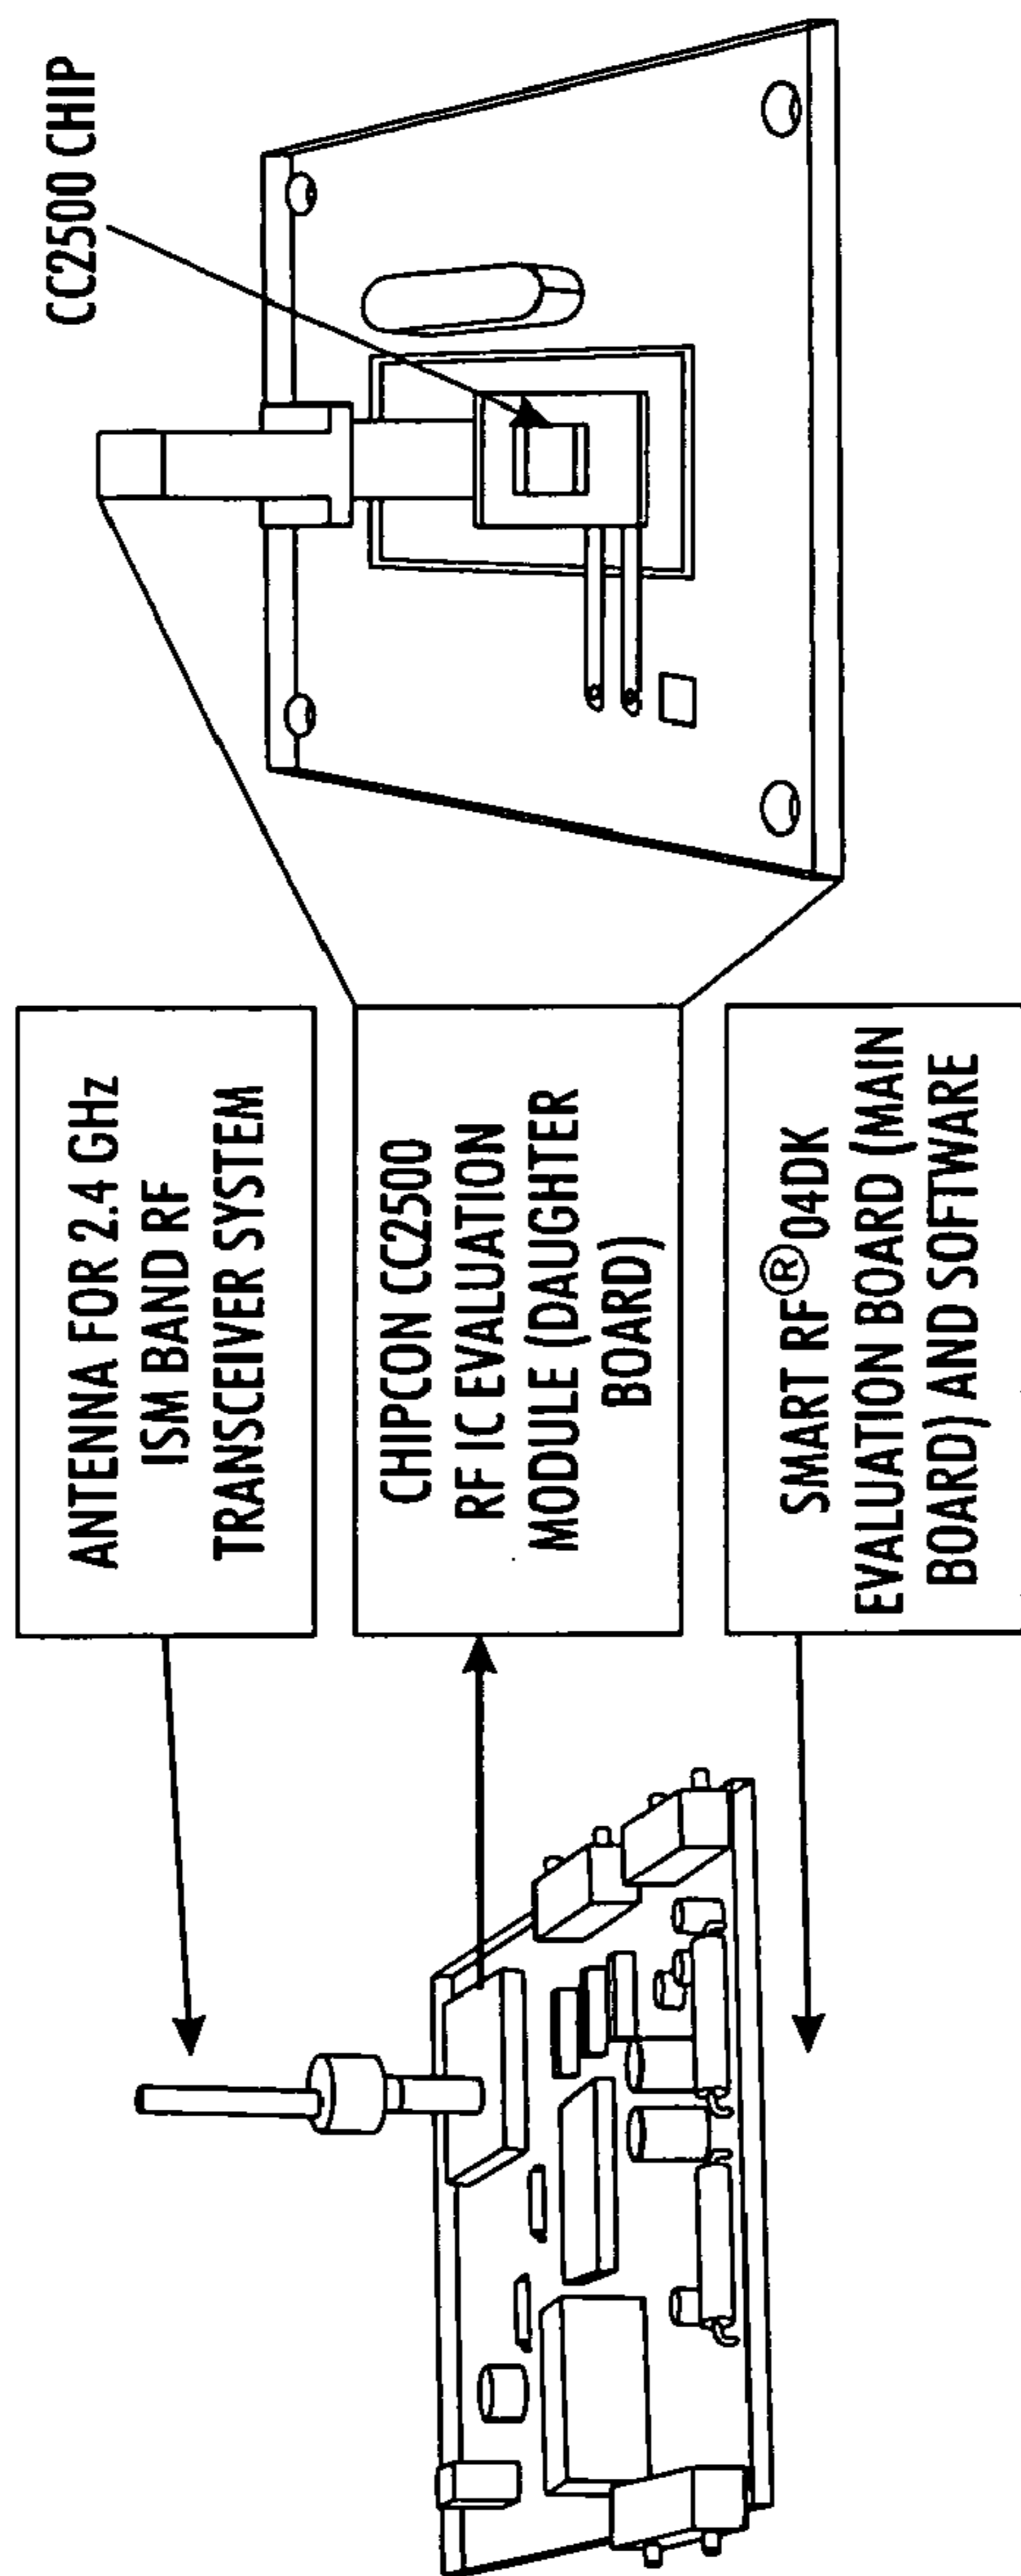 ANTENNA FOR 2.4 GHz
ISM BAND RF
TRANSCEIVER SYSTEM
CHIPCON CC2500
RF IC EVALUATION
MODULE (DAUGHTER
BOARD)
SMART RF®04DK
EVALUATION BOARD (MAIN
BOARD) AND SOFTWARE
CC2500 CHIP